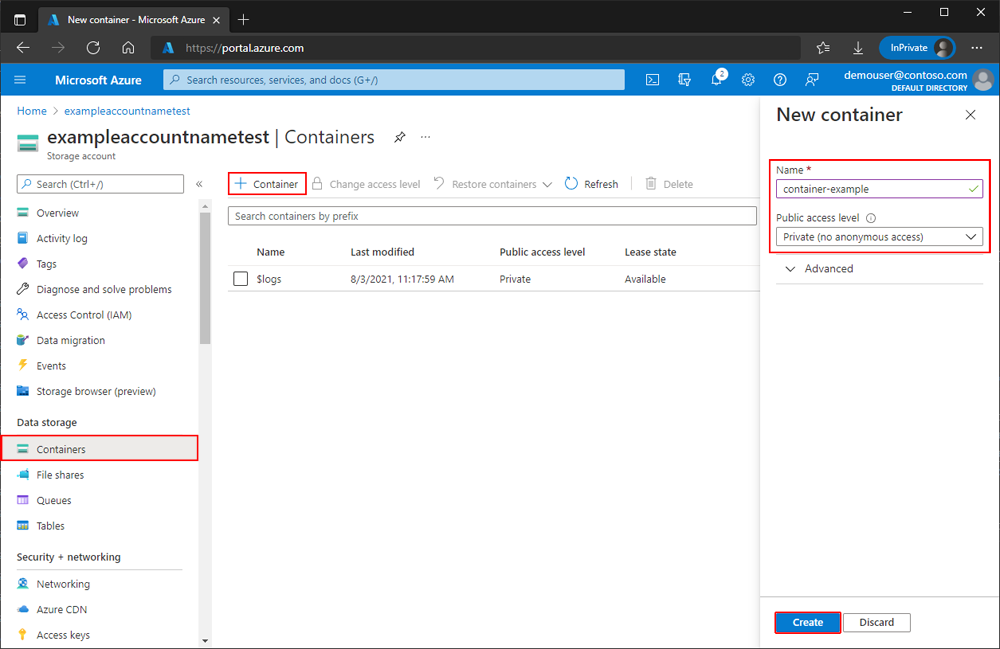 New container - Microsoft Azure
https://portal.azure.com
InPrivate
Microsoft Azure
Search resources, services, and docs (G+/)
2
demouser@contoso.com
DEFAULT DIRECTORY
Home > exampleaccountnametest
exampleaccountnametest | Containers
Storage account
Search (Ctrl+/)
Overview
Activity log
Tags
Diagnose and solve problems
Access Control (IAM)
Data migration
Events
Storage browser (preview)
Data storage
Containers
File shares
Queues
Tables
Security + networking
Networking
Azure CDN
Access keys
Container Change access level Restore containers Refresh Delete
Search containers by prefix
Name Last modified Public access level Lease state
$logs 8/3/2021, 11:17:59 AM Private Available
New container
Name *
container-example
Public access level
Private (no anonymous access)
Advanced
Create Discard